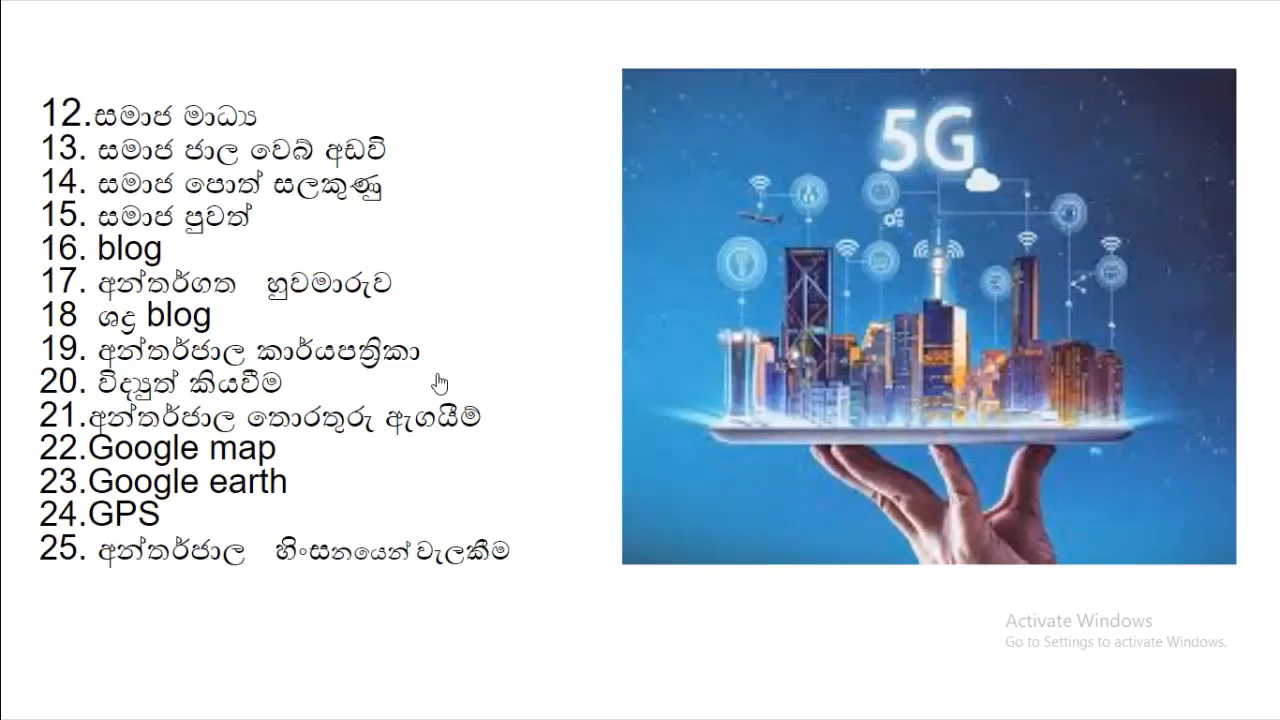 12.සමාජ මාධ්‍ය
13. සමාජ ජාල වෙබ් අඩවි
14. සමාජ පොත් සලකුණු
15. සමාජ පුවත්
16. blog
17. අන්තර්ගත හුවමාරුව
18 ශද්‍ර blog
19. අන්තර්ජාල කාර්යපත්‍රිකා
20. විද්‍යුත් කියවීම
21.අන්තර්ජාල තොරතුරු ඇගයීම්
22.Google map
23.Google earth
24.GPS
25. අන්තර්ජාල හිංසනයෙන් වැලකීම
5G
Activate Windows
Go to Settings to activate Windows.